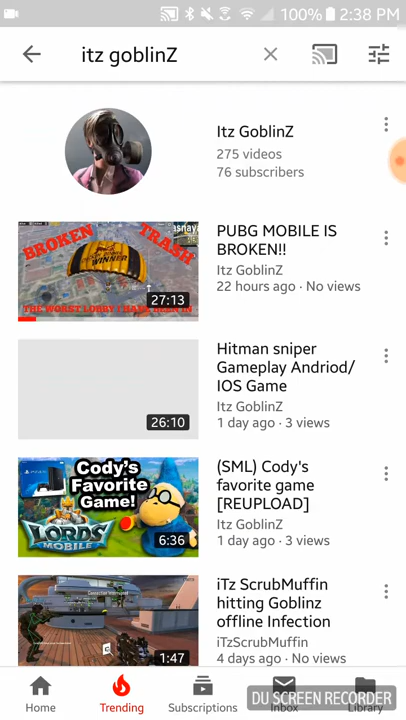 100% 2:38 PM
itz goblinZ
Itz GoblinZ
275 videos
76 subscribers
BROKEN TRASH
WINNER
THE WORST LOBBY I HAVE BEEN IN
27:13
PUBG MOBILE IS
BROKEN!!
Itz GoblinZ
22 hours ago · No views
26:10
Hitman sniper
Gameplay Andriod/
IOS Game
Itz GoblinZ
1 day ago · 3 views
Cody's
Favorite
Game!
LORDS
MOBILE
6:36
(SML) Cody's
favorite game
[REUPLOAD]
Itz GoblinZ
1 day ago · 3 views
1:47
iTz ScrubMuffin
hitting Goblinz
offline Infection
iTzScrubMuffin
4 days ago · No views
Home Trending Subscriptions Inbox Library
DU SCREEN RECORDER